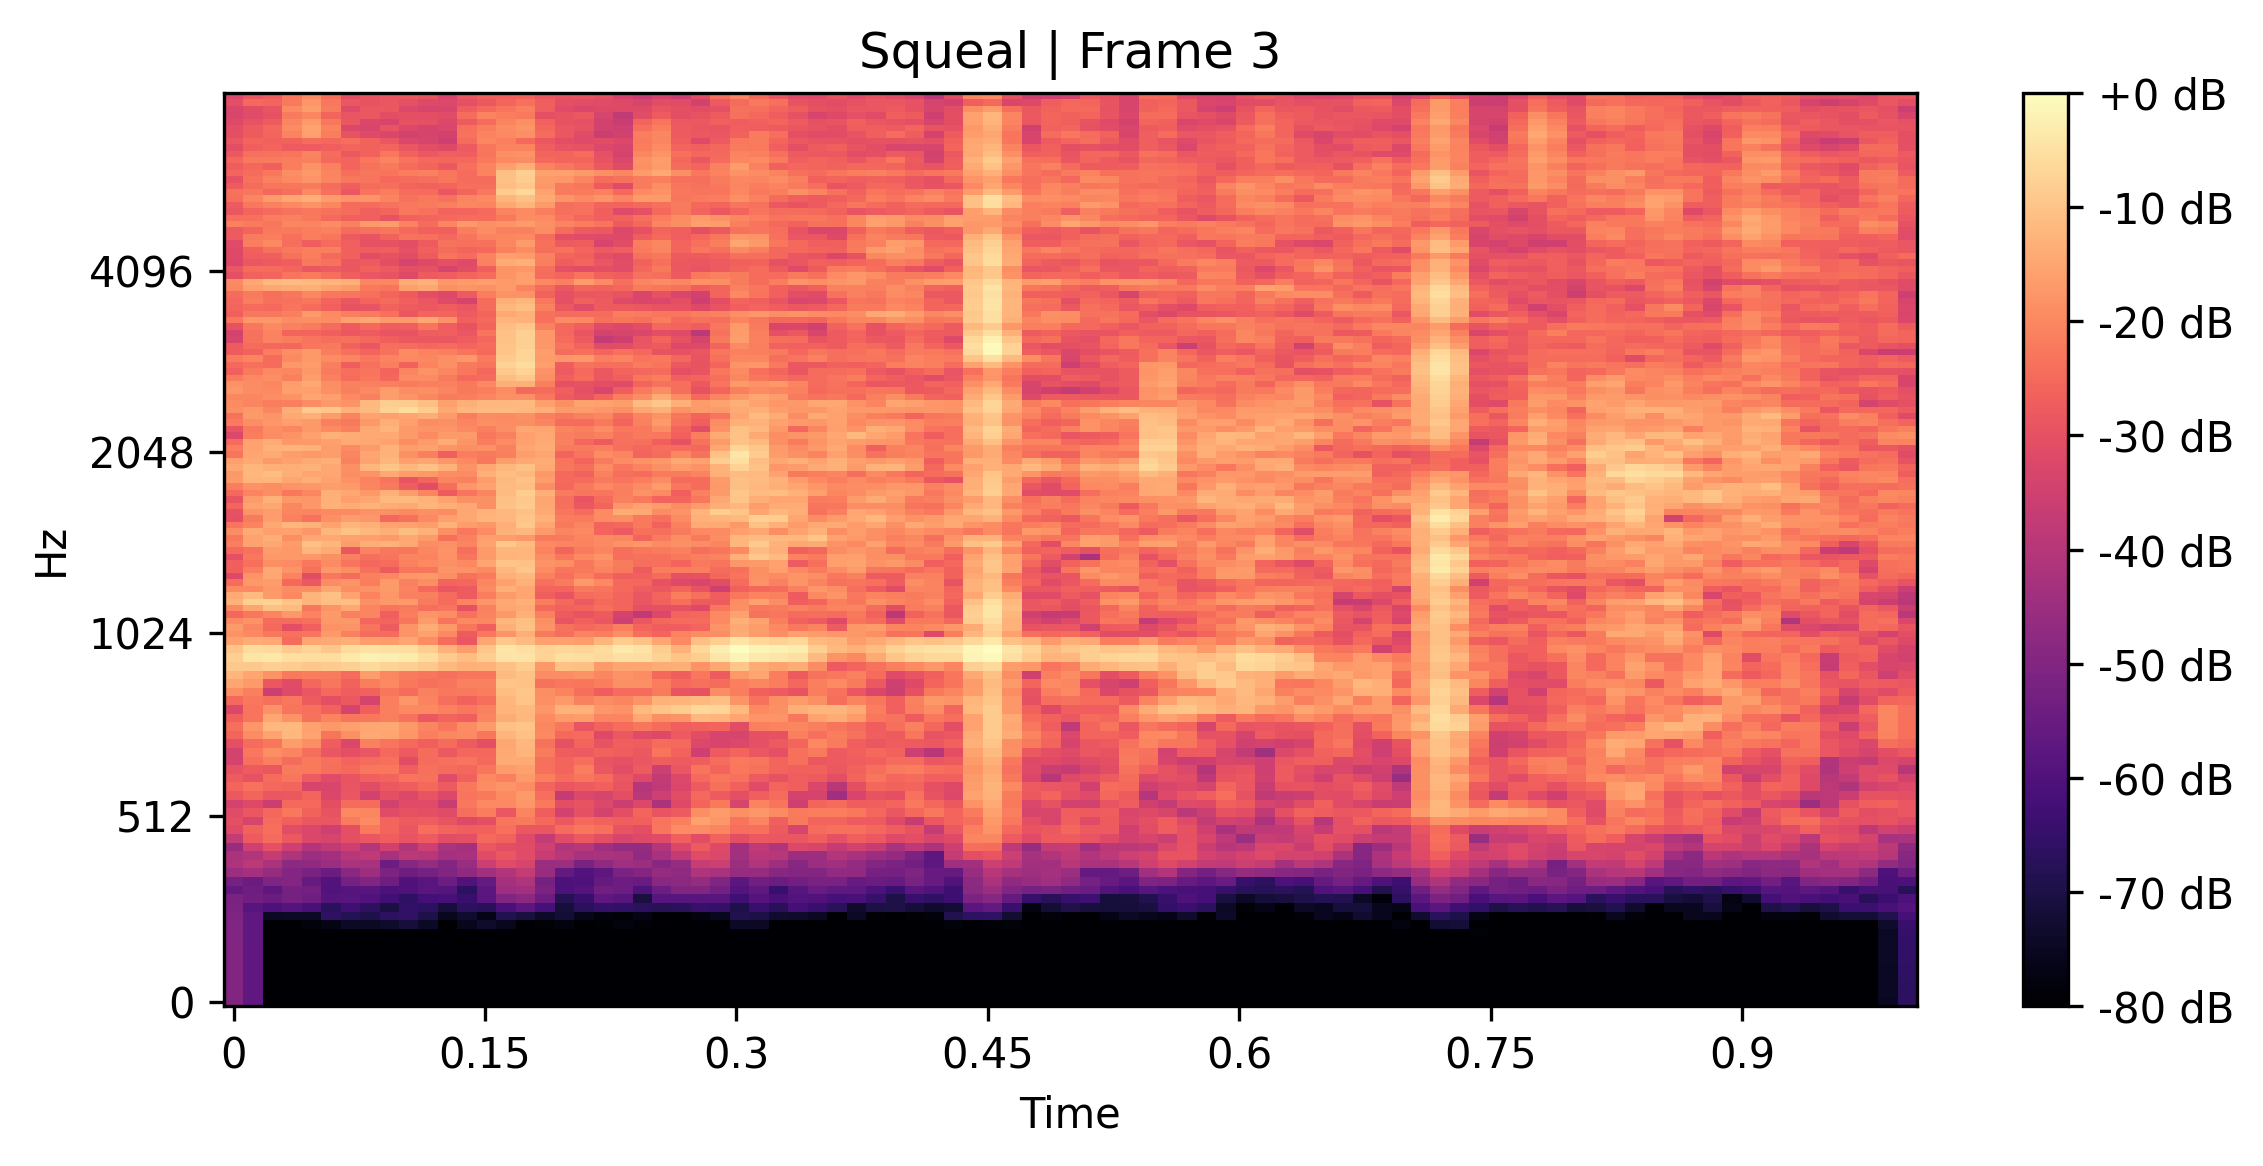 Squeal | Frame 3
+0 dB
-10 dB
-20 dB
-30 dB
-40 dB
-50 dB
-60 dB
-70 dB
-80 dB
Hz
4096
2048
1024
512
0
0 0.15 0.3 0.45 0.6 0.75 0.9
Time